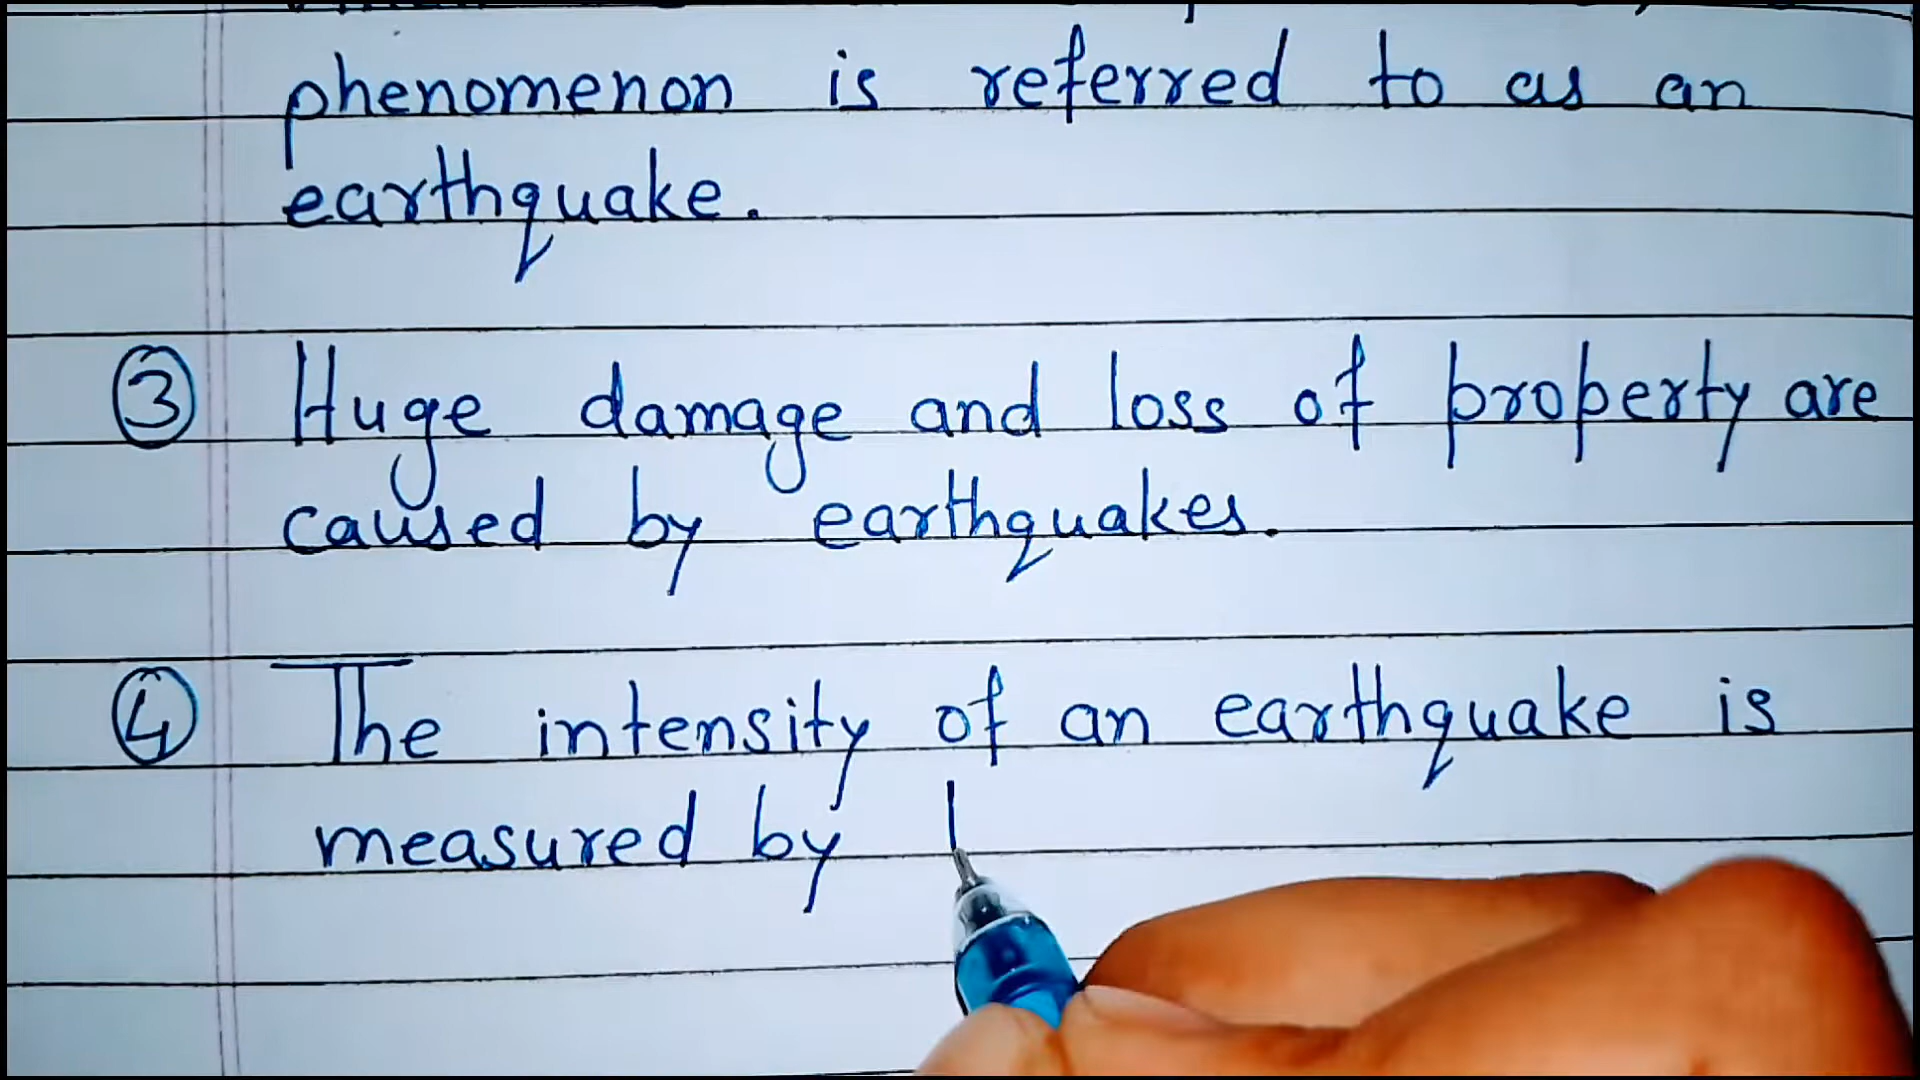 phenomenon is referred to as an
earthquake.
3 Huge damage and loss of property are
caused by earthquakes.
4 The intensity of an earthquake is
measured by